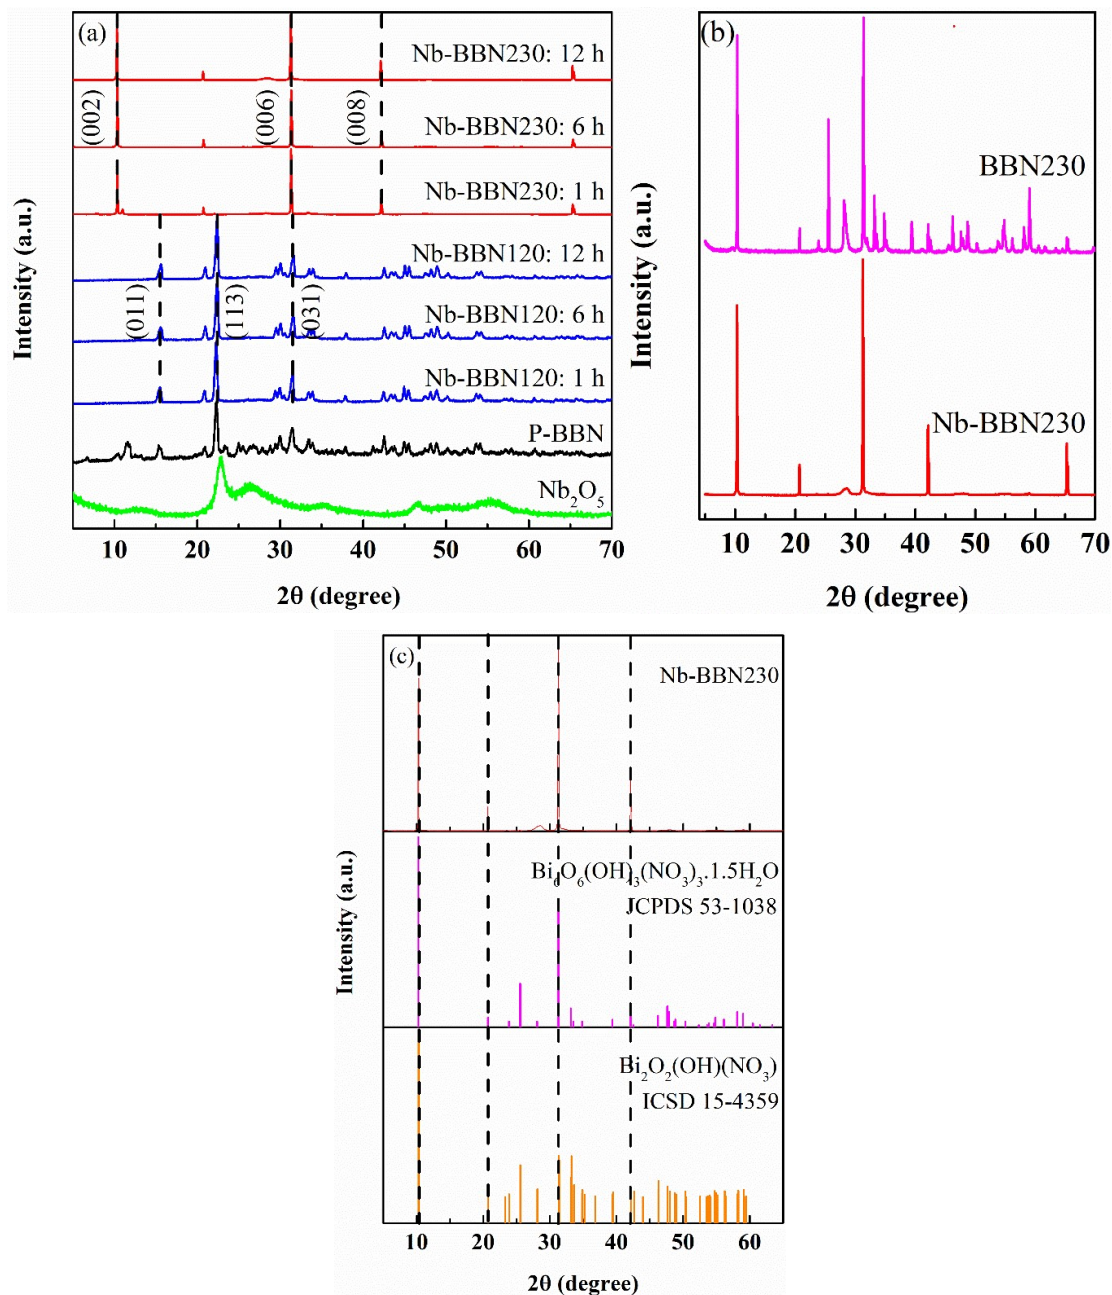 (a)
Nb-BBN230: 12 h
(002)
(006)
(008)
Nb-BBN230: 6 h
Nb-BBN230: 1 h
Nb-BBN120: 12 h
(011)
(113)
(031)
Nb-BBN120: 6 h
Nb-BBN120: 1 h
P-BBN
Nb₂O₅
Intensity (a.u.)
10 20 30 40 50 60 70
2θ (degree)
(b)
BBN230
Nb-BBN230
Intensity (a.u.)
10 20 30 40 50 60 70
2θ (degree)
(c)
Nb-BBN230
Bi₆O₆(OH)₃(NO₃)₃.1.5H₂O
JCPDS 53-1038
Bi₂O₂(OH)(NO₃)
ICSD 15-4359
Intensity (a.u.)
10 20 30 40 50 60
2θ (degree)